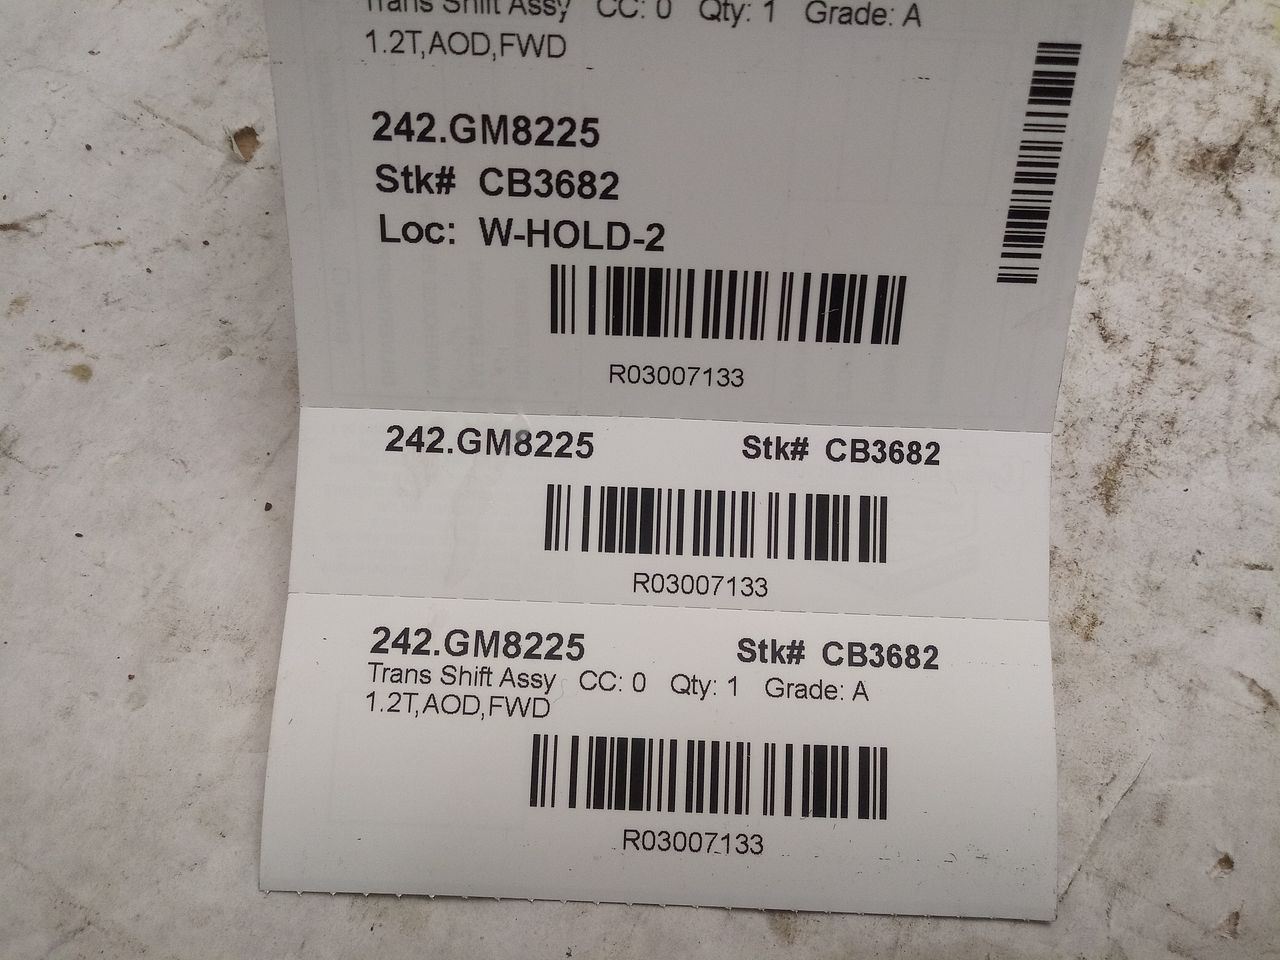 Trans Shift Assy CC: 0 Qty: 1 Grade: A
1.2T,AOD,FWD
242.GM8225
Stk# CB3682
Loc: W-HOLD-2
R03007133
242.GM8225 Stk# CB3682
R03007133
242.GM8225 Stk# CB3682
Trans Shift Assy CC: 0 Qty: 1 Grade: A
1.2T,AOD,FWD
R03007133